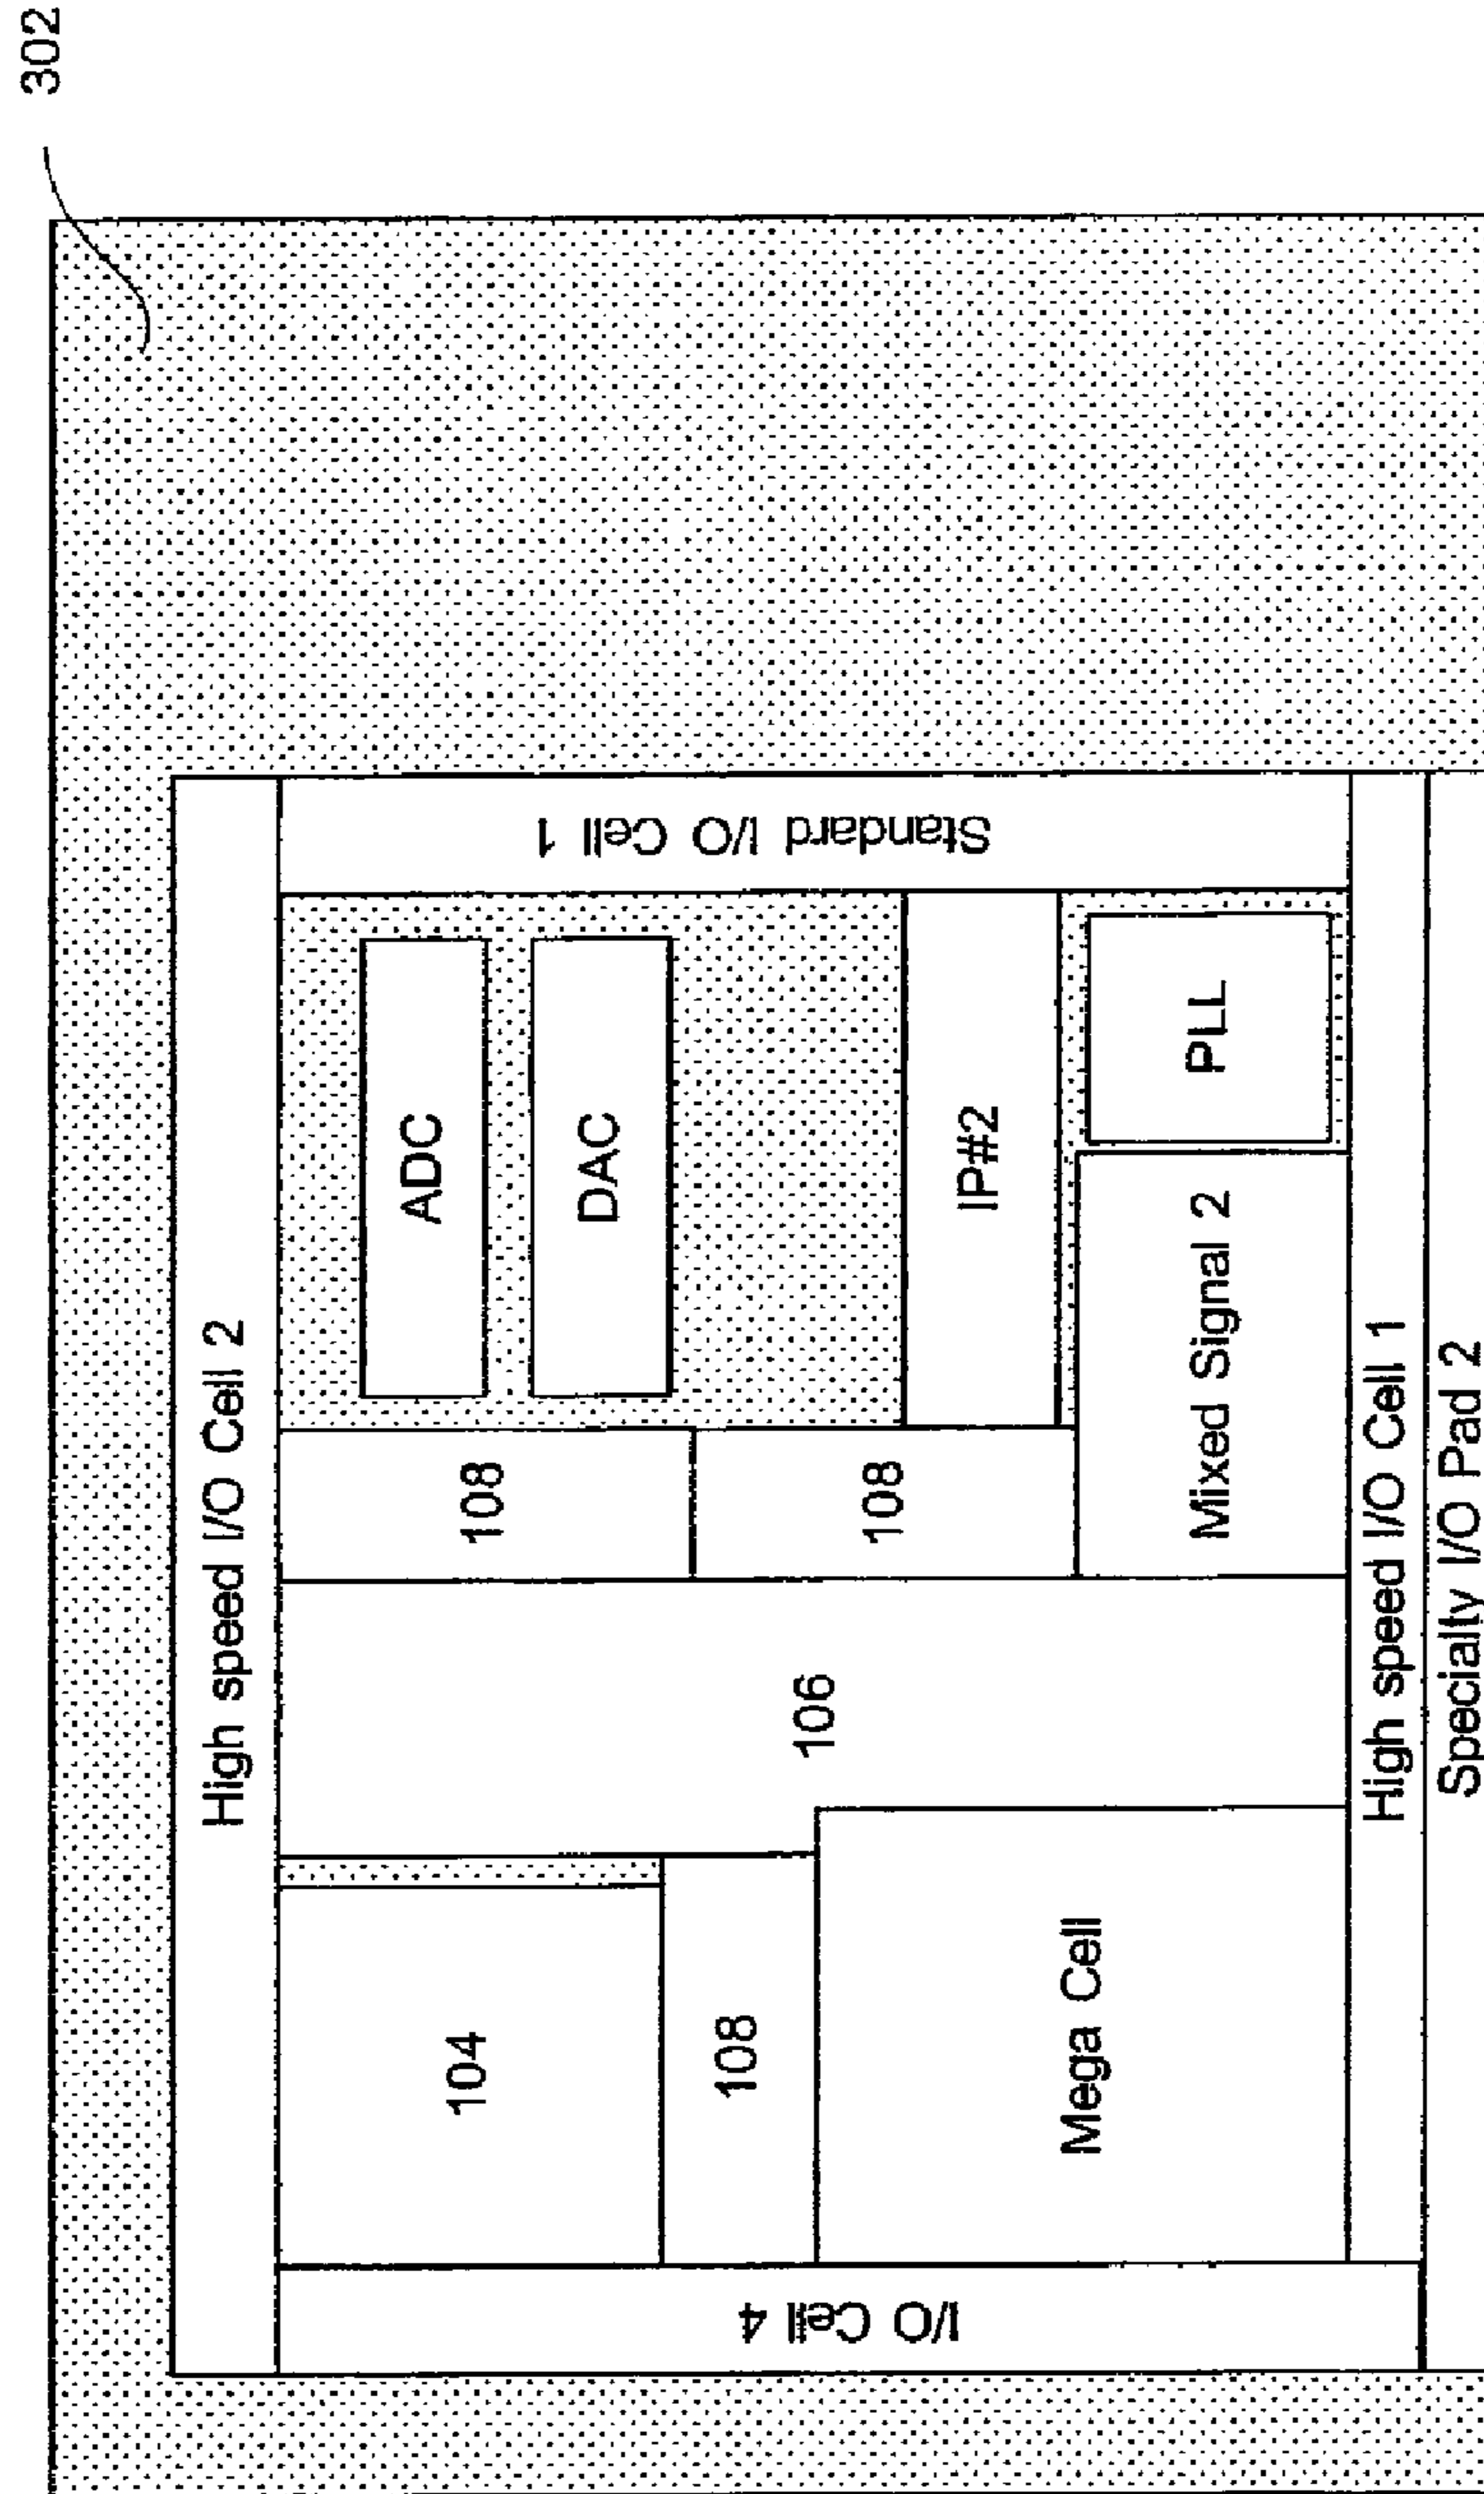 302
High speed I/O Cell 2
Standard I/O Cell 1
ADC
DAC
IP#2
PLL
Mixed Signal 2
108
108
106
104
108
Mega Cell
I/O Cell 4
High speed I/O Cell 1
Specialty I/O Pad 2